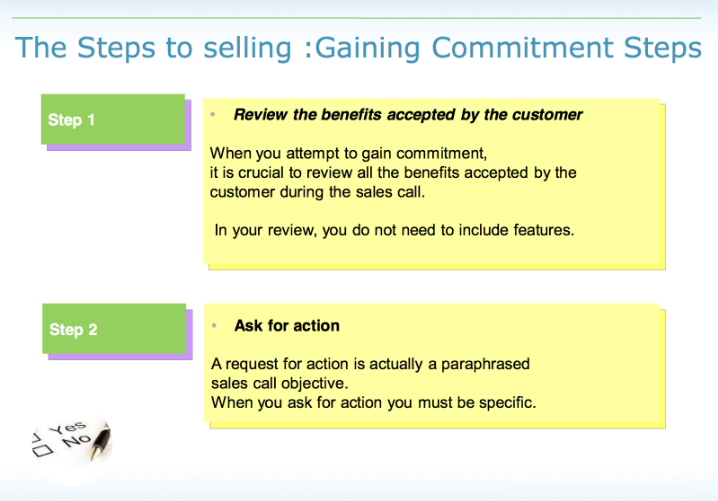 The Steps to selling :Gaining Commitment Steps
Step 1
• Review the benefits accepted by the customer
When you attempt to gain commitment,
it is crucial to review all the benefits accepted by the
customer during the sales call.
In your review, you do not need to include features.
Step 2
• Ask for action
A request for action is actually a paraphrased
sales call objective.
When you ask for action you must be specific.
Yes
No